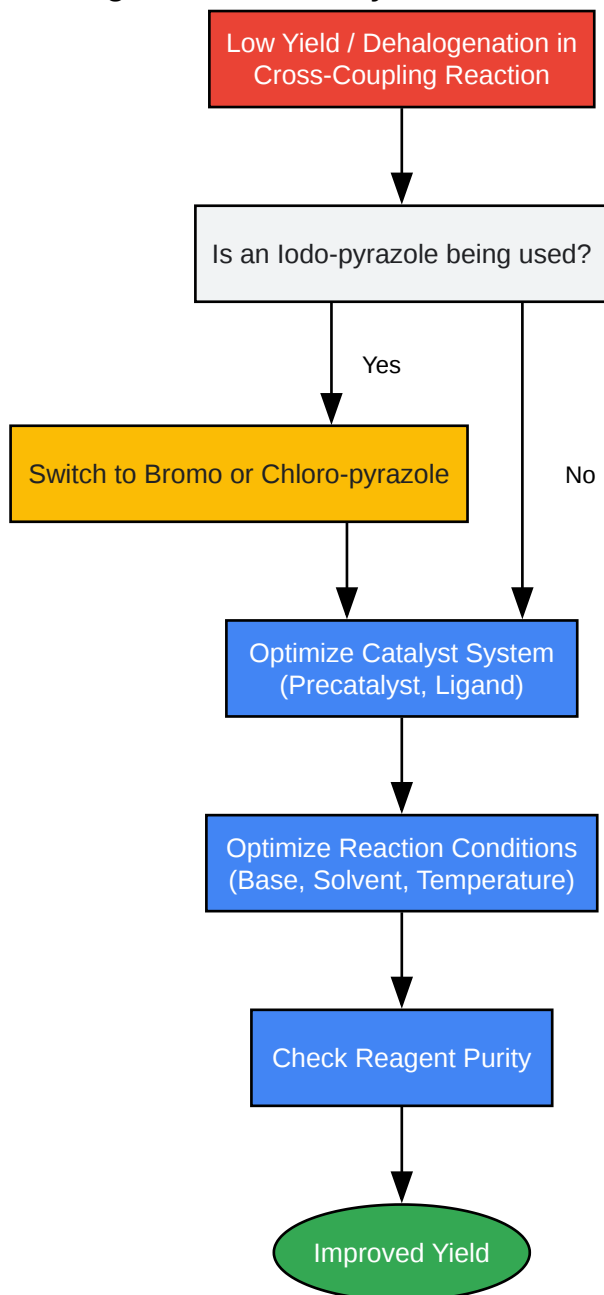 Low Yield / Dehalogenation in
Cross-Coupling Reaction
Is an Iodo-pyrazole being used?
Yes
Switch to Bromo or Chloro-pyrazole
No
Optimize Catalyst System
(Precatalyst, Ligand)
Optimize Reaction Conditions
(Base, Solvent, Temperature)
Check Reagent Purity
Improved Yield